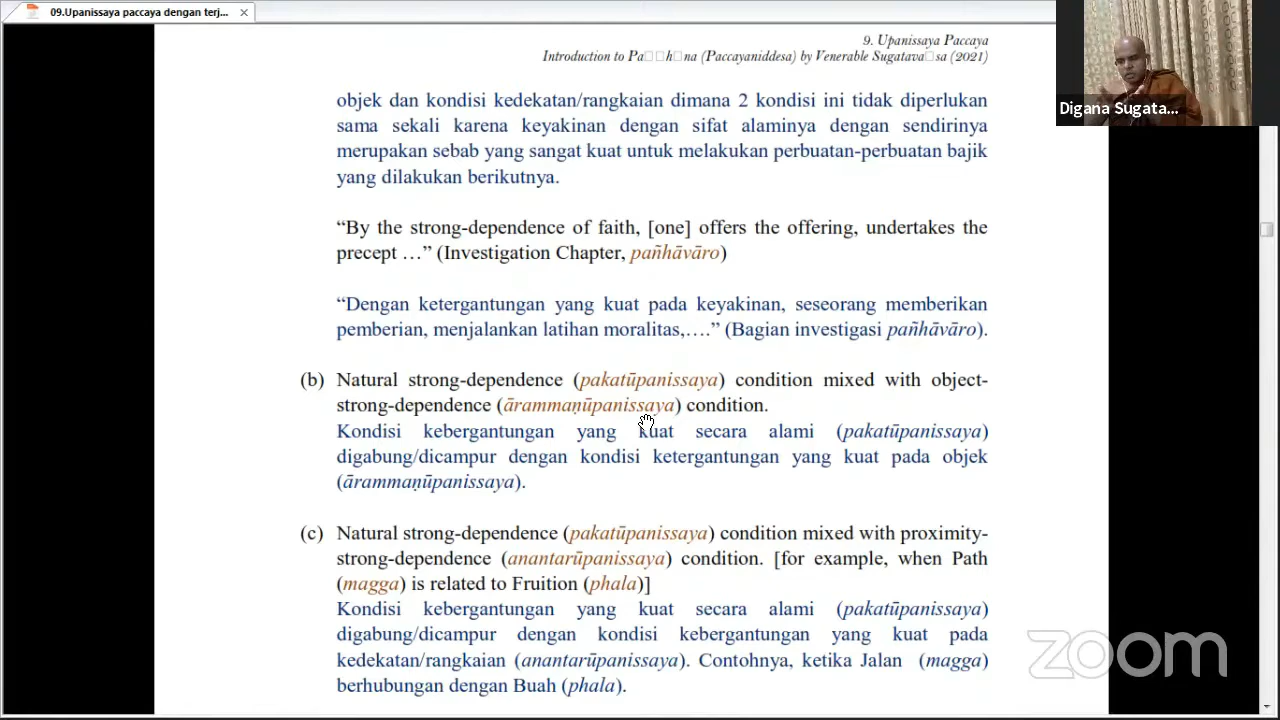 09.Upanissaya paccaya dengan terj...
9. Upanissaya Paccaya
Introduction to Pa□□h□na (Paccayaniddesa) by Venerable Sugatava□sa (2021)
Digana Sugata...
objek dan kondisi kedekatan/rangkaian dimana 2 kondisi ini tidak diperlukan
sama sekali karena keyakinan dengan sifat alaminya dengan sendirinya
merupakan sebab yang sangat kuat untuk melakukan perbuatan-perbuatan bajik
yang dilakukan berikutnya.
“By the strong-dependence of faith, [one] offers the offering, undertakes the
precept …” (Investigation Chapter, pañhāvāro)
“Dengan ketergantungan yang kuat pada keyakinan, seseorang memberikan
pemberian, menjalankan latihan moralitas,….” (Bagian investigasi pañhāvāro).
(b) Natural strong-dependence (pakatūpanissaya) condition mixed with object-
strong-dependence (ārammaṇūpanissaya) condition.
Kondisi kebergantungan yang kuat secara alami (pakatūpanissaya)
digabung/dicampur dengan kondisi ketergantungan yang kuat pada objek
(ārammaṇūpanissaya).
(c) Natural strong-dependence (pakatūpanissaya) condition mixed with proximity-
strong-dependence (anantarūpanissaya) condition. [for example, when Path
(magga) is related to Fruition (phala)]
Kondisi kebergantungan yang kuat secara alami (pakatūpanissaya)
digabung/dicampur dengan kondisi kebergantungan yang kuat pada
kedekatan/rangkaian (anantarūpanissaya). Contohnya, ketika Jalan (magga)
berhubungan dengan Buah (phala).
zoom